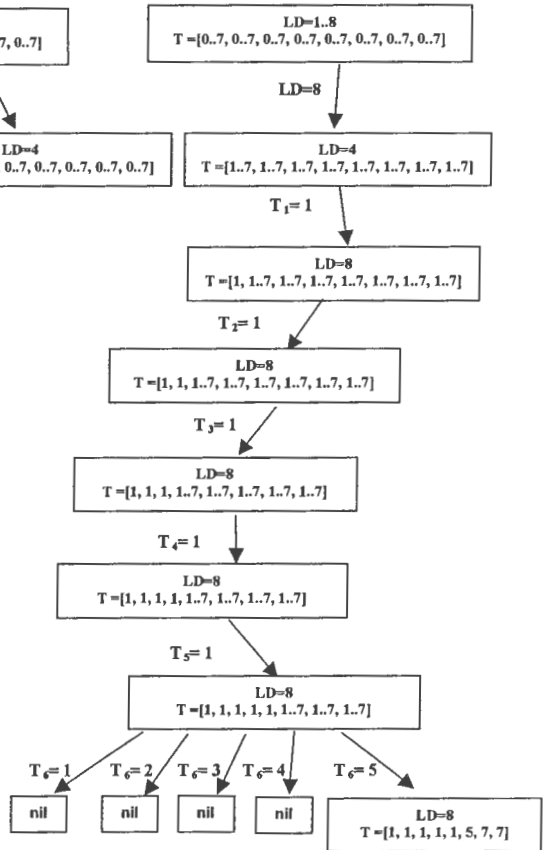 LD=1..8
T =[0..7, 0..7, 0..7, 0..7, 0..7, 0..7, 0..7, 0..7]
7, 0..7]
LD=8
LD=4
0..7, 0..7, 0..7, 0..7, 0..7]
LD=4
T =[1..7, 1..7, 1..7, 1..7, 1..7, 1..7, 1..7, 1..7]
T₁= 1
LD=8
T =[1, 1..7, 1..7, 1..7, 1..7, 1..7, 1..7, 1..7]
T₂= 1
LD=8
T =[1, 1, 1..7, 1..7, 1..7, 1..7, 1..7, 1..7]
T₃= 1
LD=8
T =[1, 1, 1, 1..7, 1..7, 1..7, 1..7, 1..7]
T₄= 1
LD=8
T =[1, 1, 1, 1, 1..7, 1..7, 1..7, 1..7]
T₅= 1
LD=8
T =[1, 1, 1, 1, 1, 1..7, 1..7, 1..7]
T₆= 1 T₆= 2 T₆= 3 T₆= 4 T₆= 5
nil nil nil nil
LD=8
T =[1, 1, 1, 1, 1, 5, 7, 7]